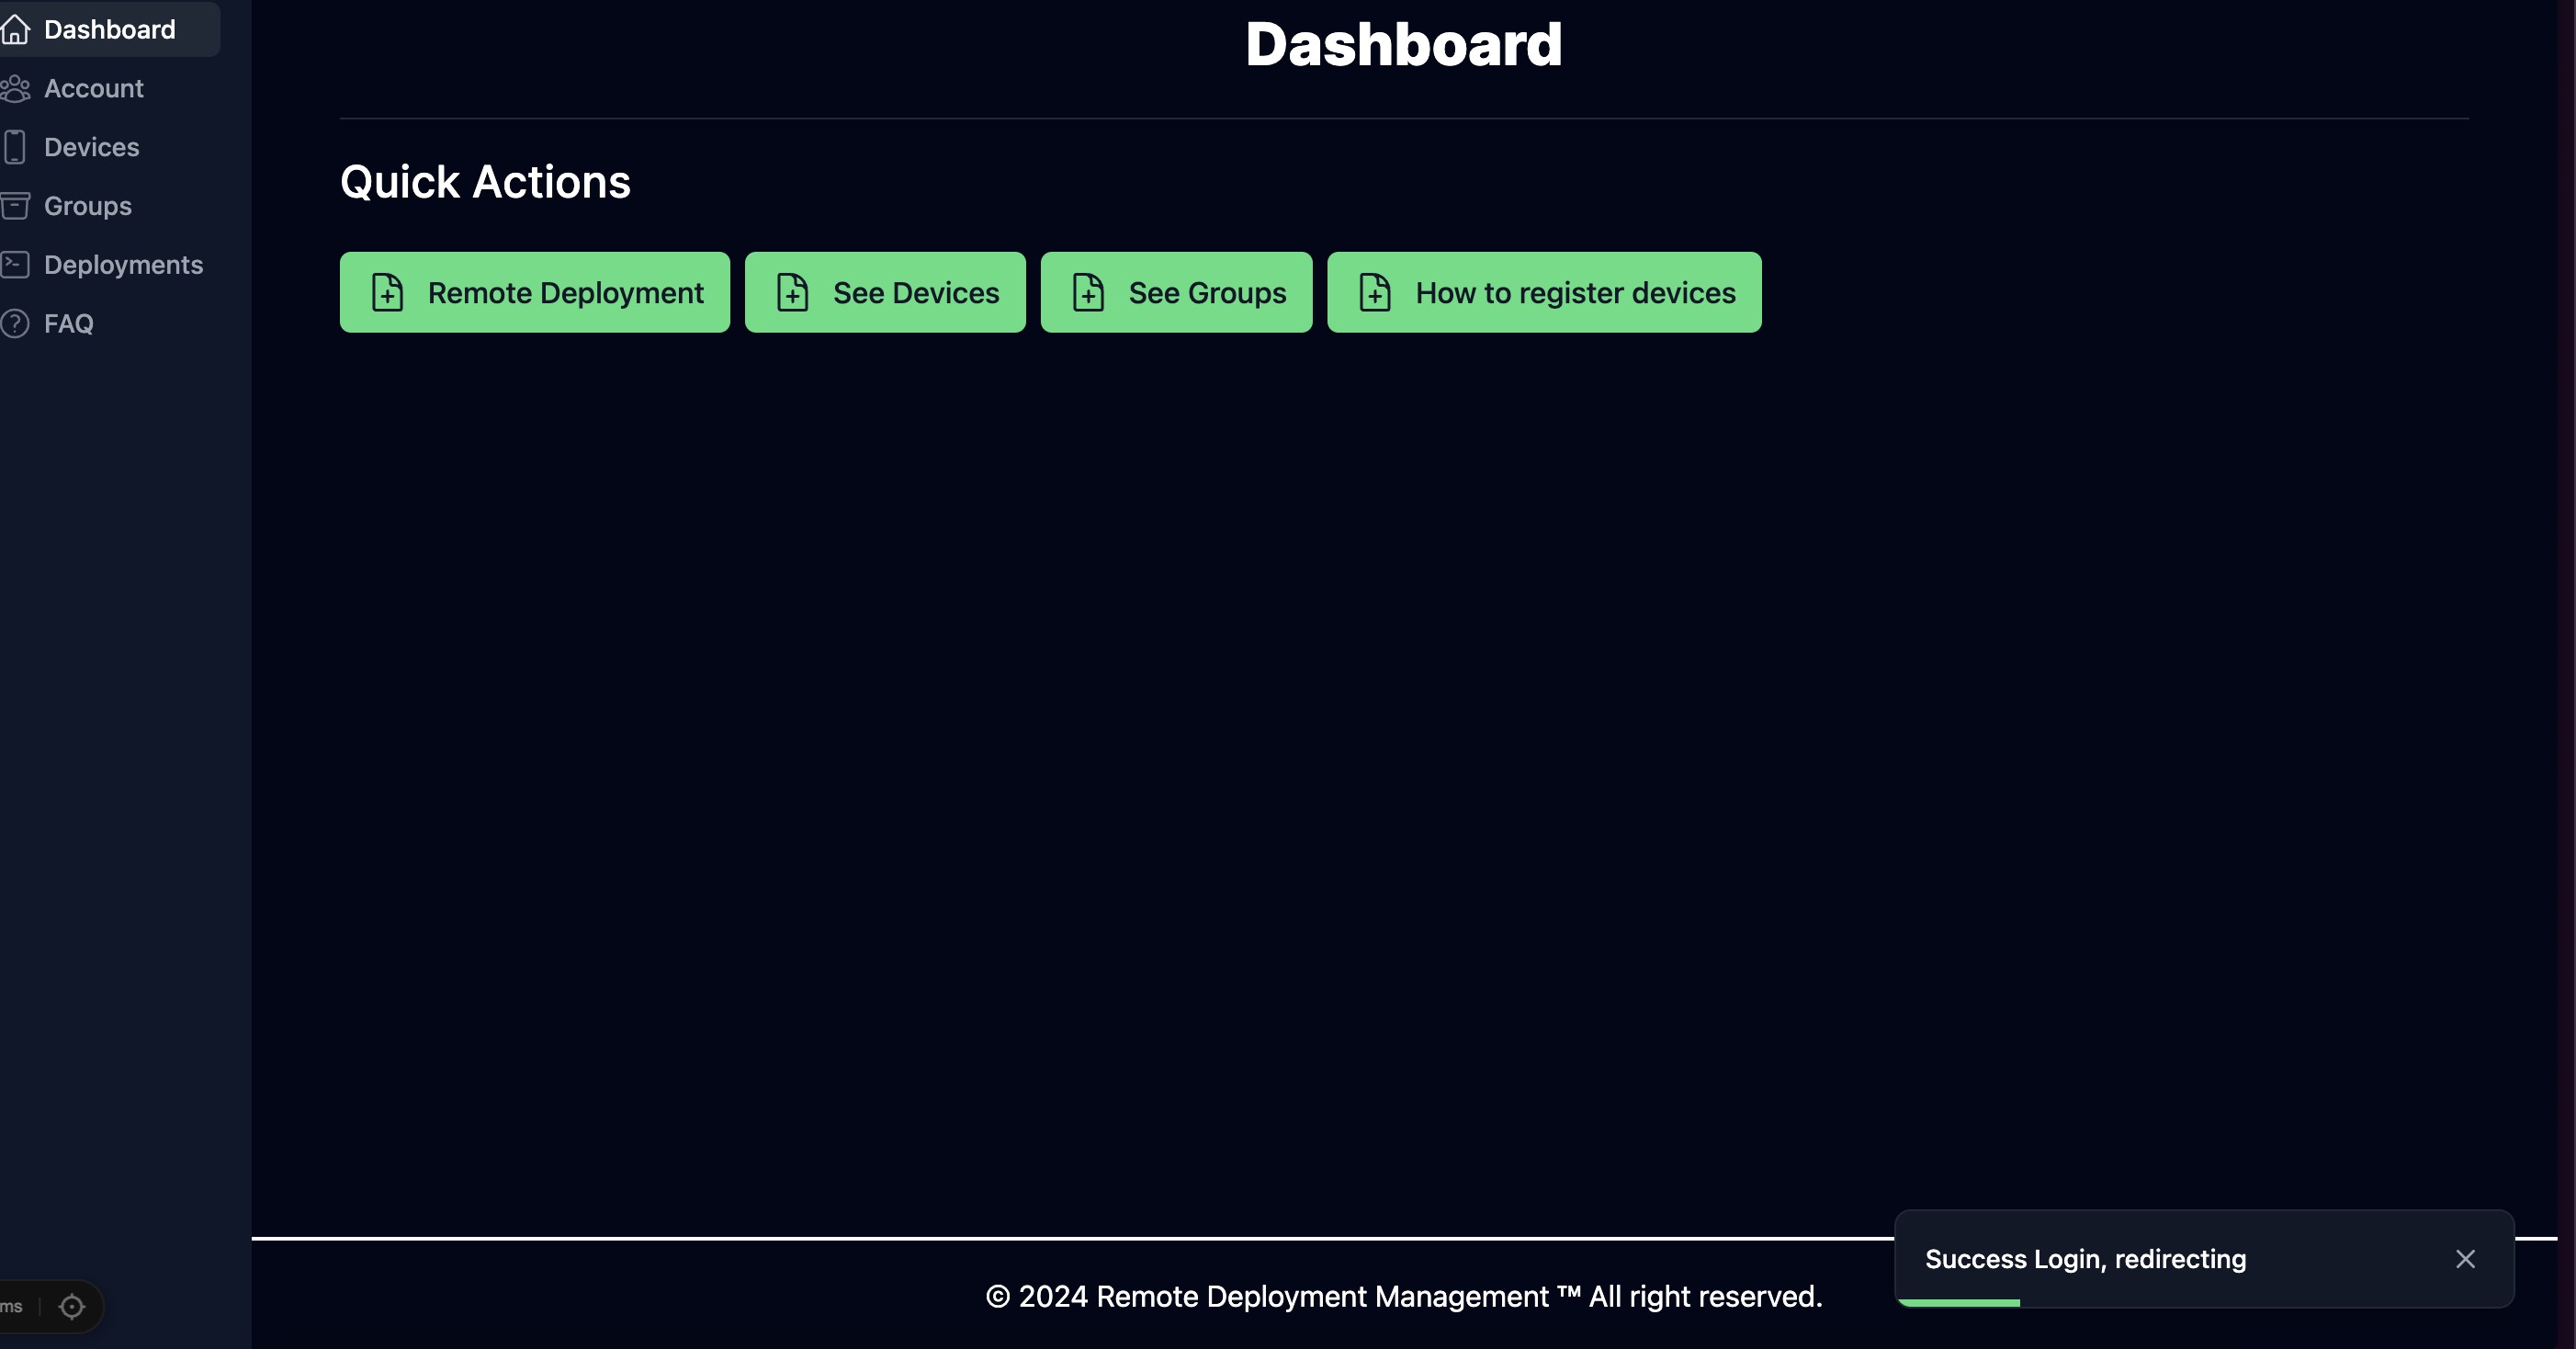 Dashboard
Account
Devices
Groups
Deployments
FAQ
ms
Dashboard
Quick Actions
Remote Deployment
See Devices
See Groups
How to register devices
Success Login, redirecting
© 2024 Remote Deployment Management ™ All right reserved.